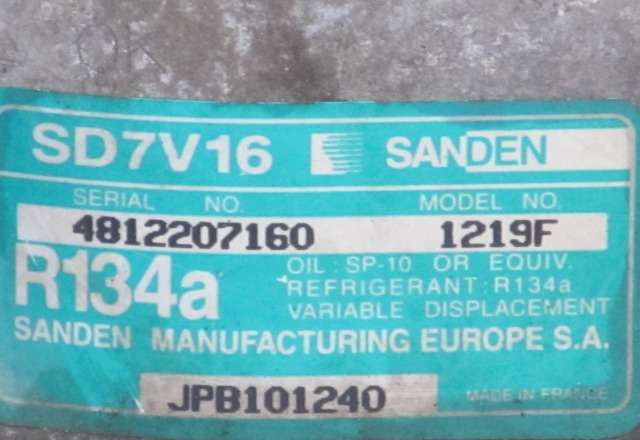 SD7V16 SANDEN
SERIAL NO. MODEL NO.
4812207160 1219F
R134a OIL : SP-10 OR EQUIV.
REFRIGERANT : R134a
VARIABLE DISPLACEMENT
SANDEN MANUFACTURING EUROPE S.A.
JPB101240 MADE IN FRANCE